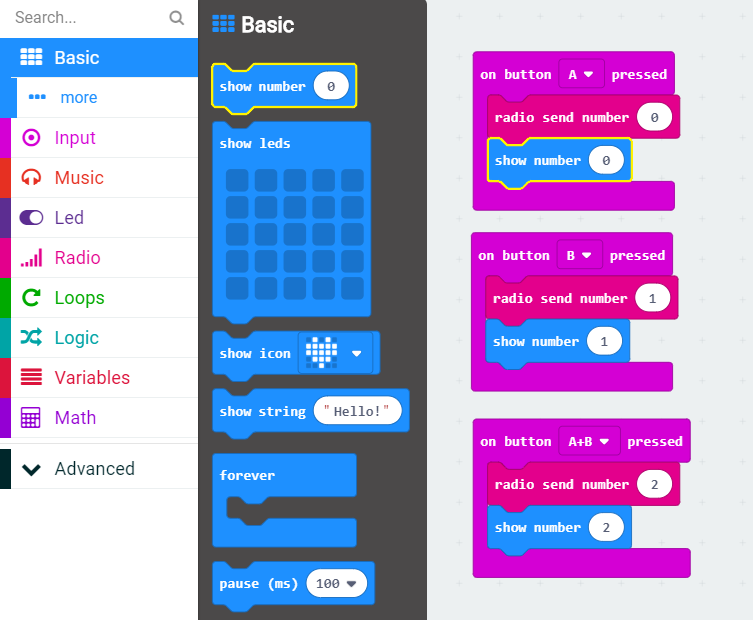 Search...
Basic
more
Input
Music
Led
Radio
Loops
Logic
Variables
Math
Advanced
Basic
show number 0
show leds
show icon
show string "Hello!"
forever
pause (ms) 100
on button A pressed
radio send number 0
show number 0
on button B pressed
radio send number 1
show number 1
on button A+B pressed
radio send number 2
show number 2